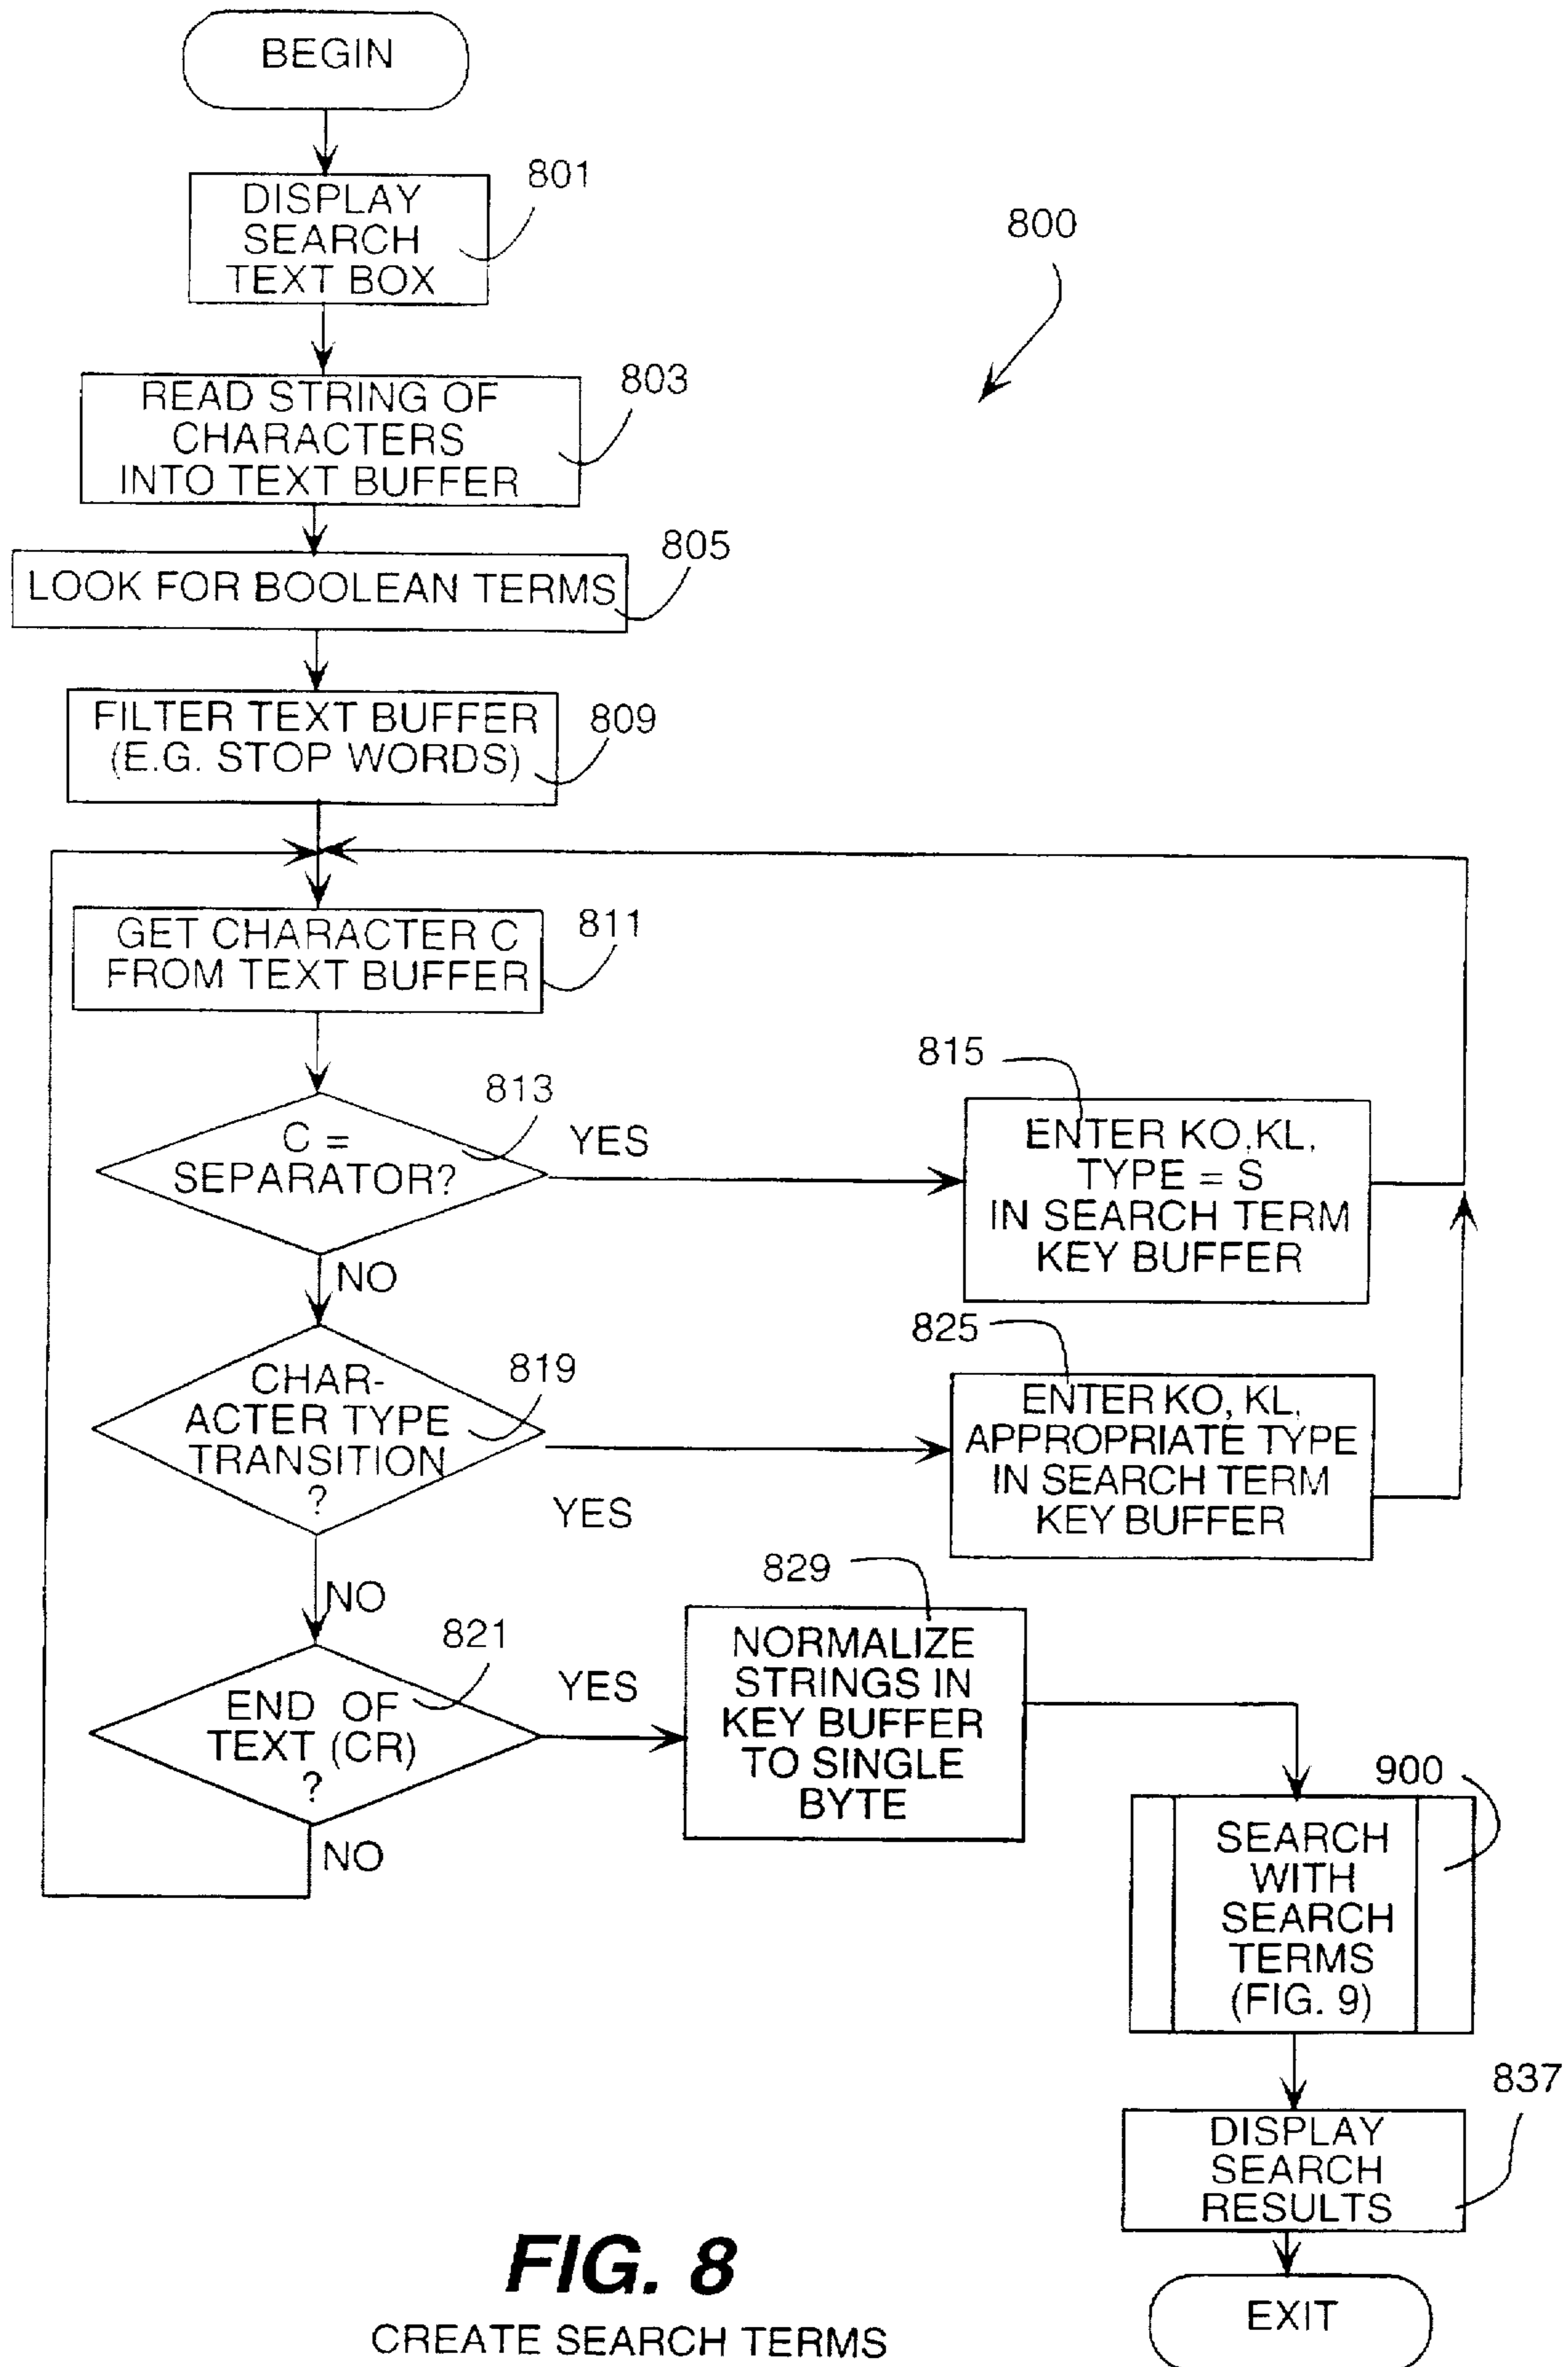 BEGIN
801
DISPLAY
SEARCH
TEXT BOX
800
803
READ STRING OF
CHARACTERS
INTO TEXT BUFFER
805
LOOK FOR BOOLEAN TERMS
809
FILTER TEXT BUFFER
(E.G. STOP WORDS)
811
GET CHARACTER C
FROM TEXT BUFFER
813
C =
SEPARATOR?
YES
NO
815
ENTER KO,KL,
TYPE = S
IN SEARCH TERM
KEY BUFFER
819
CHAR-
ACTER TYPE
TRANSITION
?
YES
NO
825
ENTER KO, KL,
APPROPRIATE TYPE
IN SEARCH TERM
KEY BUFFER
821
END OF
TEXT (CR)
?
YES
NO
829
NORMALIZE
STRINGS IN
KEY BUFFER
TO SINGLE
BYTE
900
SEARCH
WITH
SEARCH
TERMS
(FIG. 9)
837
DISPLAY
SEARCH
RESULTS
EXIT
FIG. 8
CREATE SEARCH TERMS